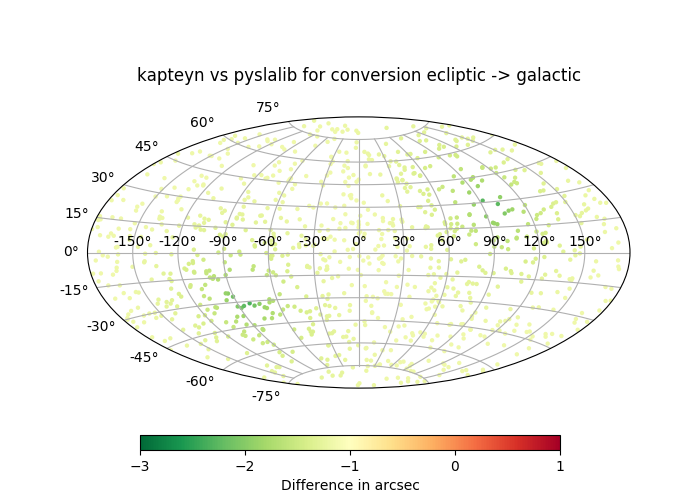 kapteyn vs pyslalib for conversion ecliptic -> galactic
75°
60°
45°
30°
15°
-150° -120° -90° -60° -30° 0° 30° 60° 90° 120° 150°
0°
-15°
-30°
-45°
-60°
-75°
−3 −2 −1 0 1
Difference in arcsec